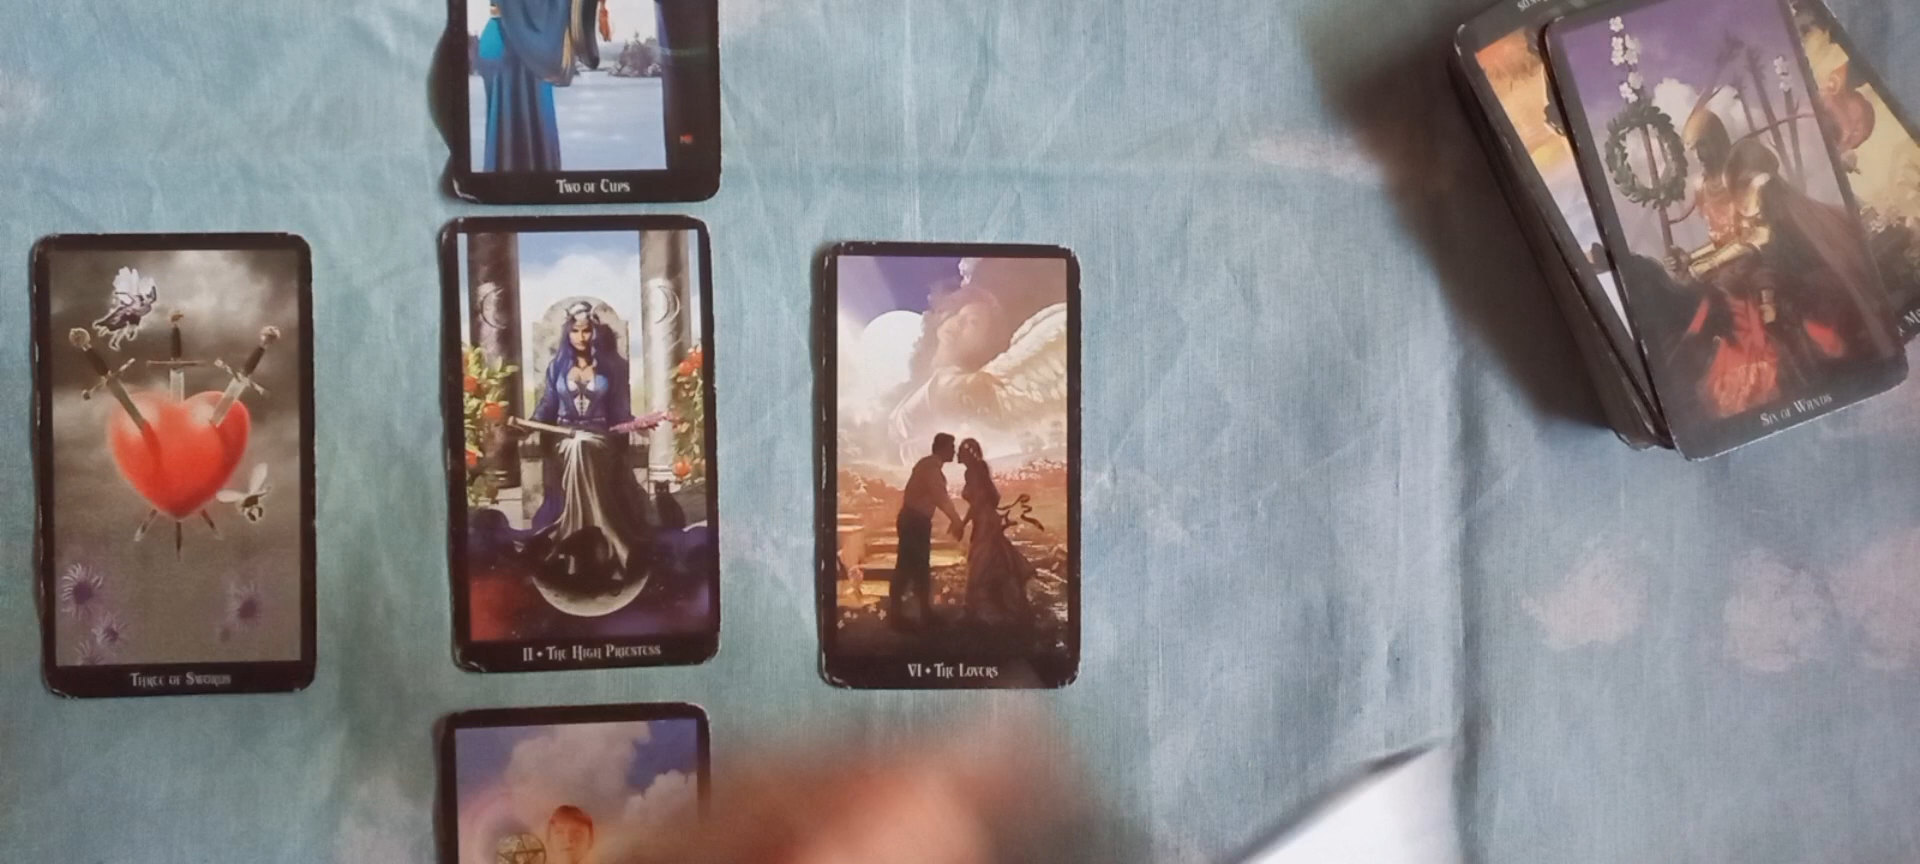 Two of Cups
Three of Swords
II • The High Priestess
VI • The Lovers
Six of Wands